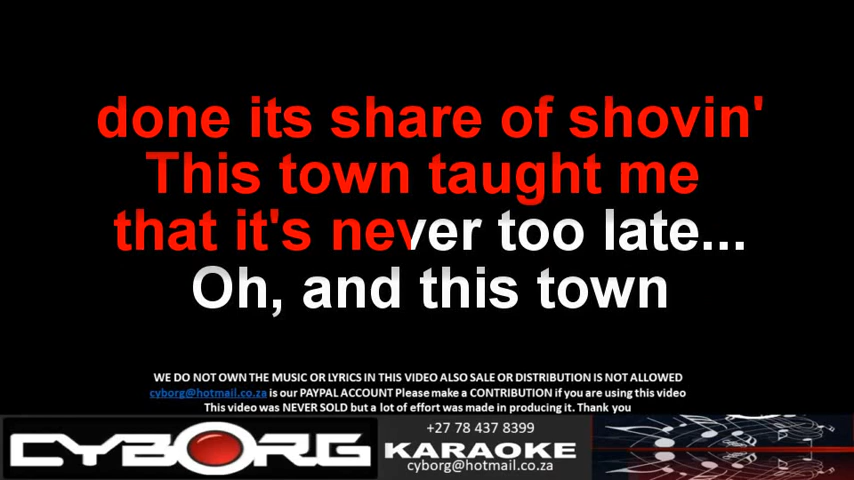 done its share of shovin'
This town taught me
that it's never too late...
Oh, and this town
WE DO NOT OWN THE MUSIC OR LYRICS IN THIS VIDEO ALSO SALE OR DISTRIBUTION IS NOT ALLOWED
cyborg@hotmail.co.za is our PAYPAL ACCOUNT Please make a CONTRIBUTION if you are using this video
This video was NEVER SOLD but a lot of effort was made in producing it. Thank you
CYBORG
+27 78 437 8399
KARAOKE
cyborg@hotmail.co.za